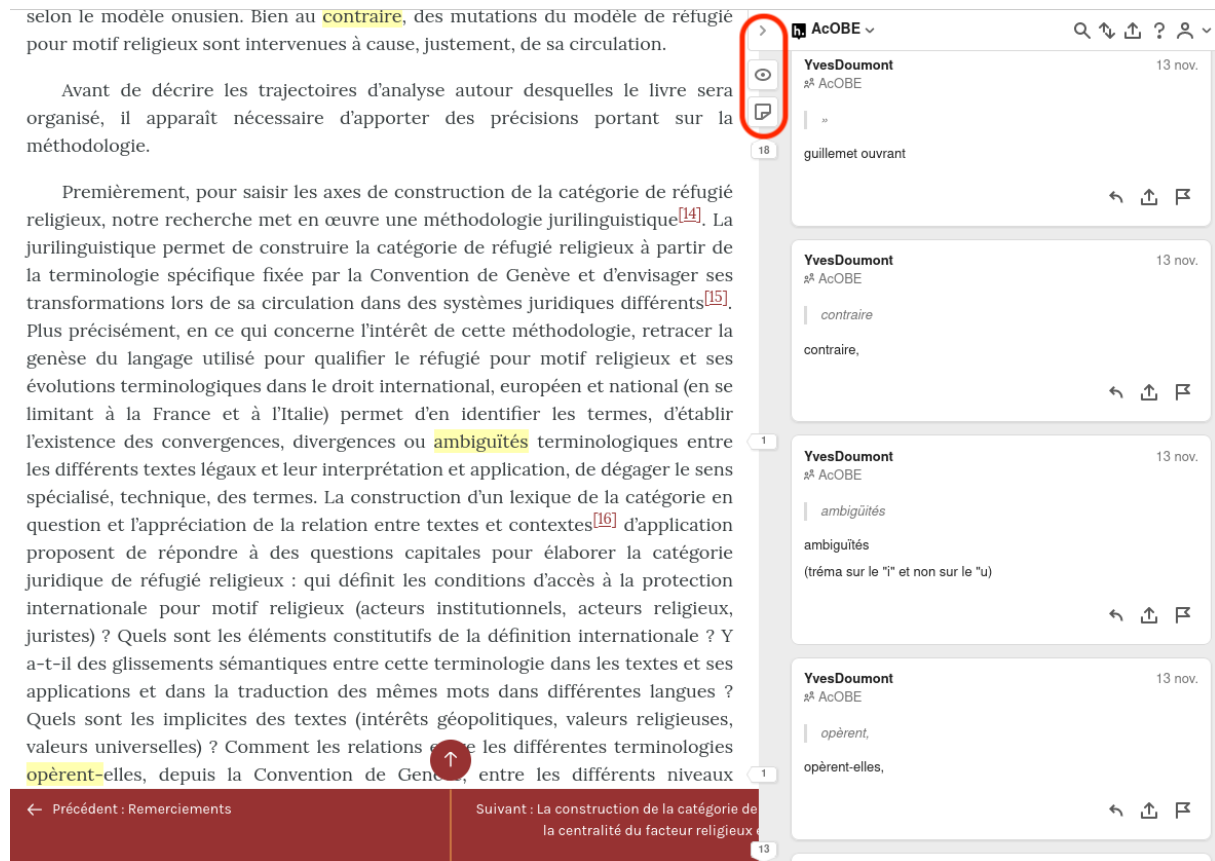 selon le modèle onusien. Bien au contraire, des mutations du modèle de réfugié
pour motif religieux sont intervenues à cause, justement, de sa circulation.
Avant de décrire les trajectoires d'analyse autour desquelles le livre sera
organisé, il apparaît nécessaire d'apporter des précisions portant sur la
méthodologie.
Premièrement, pour saisir les axes de construction de la catégorie de réfugié
religieux, notre recherche met en œuvre une méthodologie jurilinguistique[14]. La
jurilinguistique permet de construire la catégorie de réfugié religieux à partir de
la terminologie spécifique fixée par la Convention de Genève et d'envisager ses
transformations lors de sa circulation dans des systèmes juridiques différents[15].
Plus précisément, en ce qui concerne l'intérêt de cette méthodologie, retracer la
genèse du langage utilisé pour qualifier le réfugié pour motif religieux et ses
évolutions terminologiques dans le droit international, européen et national (en se
limitant à la France et à l'Italie) permet d'en identifier les termes, d'établir
l'existence des convergences, divergences ou ambiguïtés terminologiques entre
les différents textes légaux et leur interprétation et application, de dégager le sens
spécialisé, technique, des termes. La construction d'un lexique de la catégorie en
question et l'appréciation de la relation entre textes et contextes[16] d'application
proposent de répondre à des questions capitales pour élaborer la catégorie
juridique de réfugié religieux : qui définit les conditions d'accès à la protection
internationale pour motif religieux (acteurs institutionnels, acteurs religieux,
juristes) ? Quels sont les éléments constitutifs de la définition internationale ? Y
a-t-il des glissements sémantiques entre cette terminologie dans les textes et ses
applications et dans la traduction des mêmes mots dans différentes langues ?
Quels sont les implicites des textes (intérêts géopolitiques, valeurs religieuses,
valeurs universelles) ? Comment les relations les différentes terminologies
opèrent-elles, depuis la Convention de entre les différents niveaux
← Précédent : Remerciements
Suivant : La construction de la catégorie de
la centralité du facteur religieux
18
1
1
13
h. AcOBE
?
YvesDoumont 13 nov.
AcOBE
»
guillemet ouvrant
YvesDoumont 13 nov.
AcOBE
contraire
contraire,
YvesDoumont 13 nov.
AcOBE
ambigüités
ambiguïtés
(tréma sur le "i" et non sur le "u)
YvesDoumont 13 nov.
AcOBE
opèrent,
opèrent-elles,